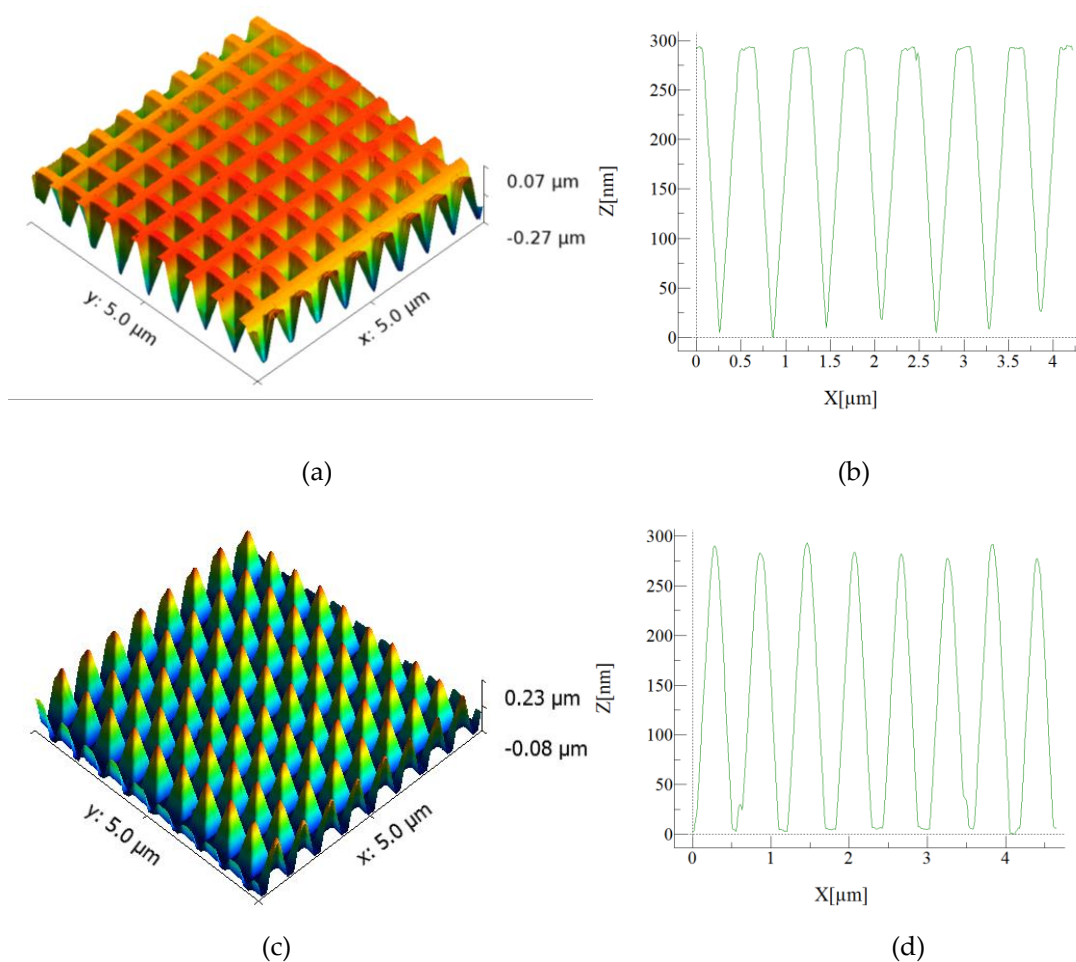 0.07 µm
-0.27 µm
y: 5.0 µm
x: 5.0 µm
300
250
200
150
100
50
0
Z[nm]
0 0.5 1 1.5 2 2.5 3 3.5 4
X[µm]
(a) (b)
0.23 µm
-0.08 µm
y: 5.0 µm
x: 5.0 µm
300
250
200
150
100
50
0
Z[nm]
0 1 2 3 4
X[µm]
(c) (d)